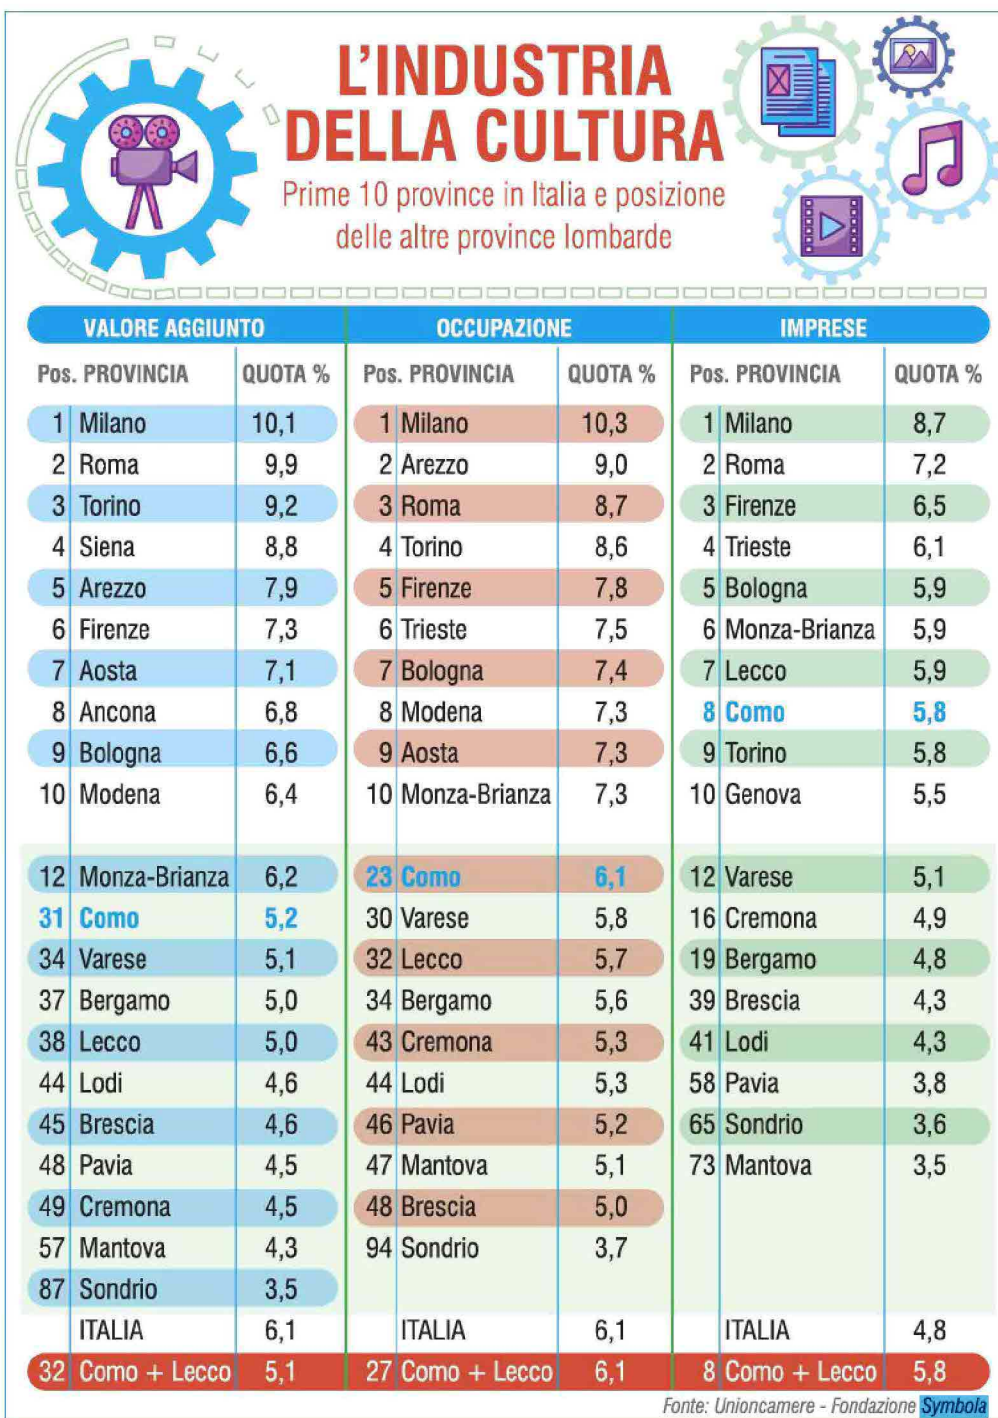 L'INDUSTRIA
DELLA CULTURA
Prime 10 province in Italia e posizione
delle altre province lombarde
VALORE AGGIUNTO OCCUPAZIONE IMPRESE
Pos. PROVINCIA QUOTA % Pos. PROVINCIA QUOTA % Pos. PROVINCIA QUOTA %
1 Milano 10,1 1 Milano 10,3 1 Milano 8,7
2 Roma 9,9 2 Arezzo 9,0 2 Roma 7,2
3 Torino 9,2 3 Roma 8,7 3 Firenze 6,5
4 Siena 8,8 4 Torino 8,6 4 Trieste 6,1
5 Arezzo 7,9 5 Firenze 7,8 5 Bologna 5,9
6 Firenze 7,3 6 Trieste 7,5 6 Monza-Brianza 5,9
7 Aosta 7,1 7 Bologna 7,4 7 Lecco 5,9
8 Ancona 6,8 8 Modena 7,3 8 Como 5,8
9 Bologna 6,6 9 Aosta 7,3 9 Torino 5,8
10 Modena 6,4 10 Monza-Brianza 7,3 10 Genova 5,5
12 Monza-Brianza 6,2 23 Como 6,1 12 Varese 5,1
31 Como 5,2 30 Varese 5,8 16 Cremona 4,9
34 Varese 5,1 32 Lecco 5,7 19 Bergamo 4,8
37 Bergamo 5,0 34 Bergamo 5,6 39 Brescia 4,3
38 Lecco 5,0 43 Cremona 5,3 41 Lodi 4,3
44 Lodi 4,6 44 Lodi 5,3 58 Pavia 3,8
45 Brescia 4,6 46 Pavia 5,2 65 Sondrio 3,6
48 Pavia 4,5 47 Mantova 5,1 73 Mantova 3,5
49 Cremona 4,5 48 Brescia 5,0
57 Mantova 4,3 94 Sondrio 3,7
87 Sondrio 3,5
ITALIA 6,1 ITALIA 6,1 ITALIA 4,8
32 Como + Lecco 5,1 27 Como + Lecco 6,1 8 Como + Lecco 5,8
Fonte: Unioncamere - Fondazione Symbola